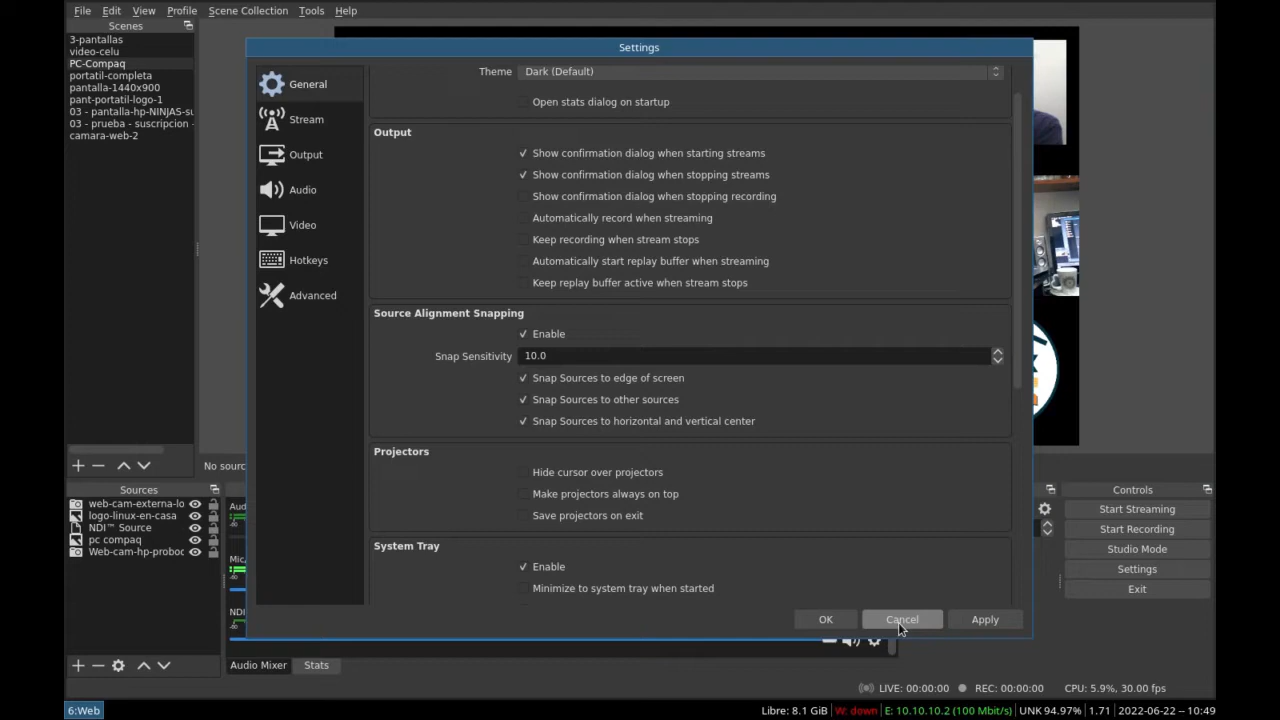 File Edit View Profile Scene Collection Tools Help
Scenes
3-pantallas
video-celu
PC-Compaq
portatil-completa
pantalla-1440x900
pant-portatil-logo-1
03 - pantalla-hp-NINJAS-su
03 - prueba - suscripcion -
camara-web-2
No sourc
Sources
web-cam-externa-lo
logo-linux-en-casa
NDI™ Source
pc compaq
Web-cam-hp-proboo
Aud
-60
Mic,
-60
NDI
-60
Audio Mixer Stats
Settings
General
Stream
Output
Audio
Video
Hotkeys
Advanced
Theme Dark (Default)
Open stats dialog on startup
Output
Show confirmation dialog when starting streams
Show confirmation dialog when stopping streams
Show confirmation dialog when stopping recording
Automatically record when streaming
Keep recording when stream stops
Automatically start replay buffer when streaming
Keep replay buffer active when stream stops
Source Alignment Snapping
Enable
Snap Sensitivity 10.0
Snap Sources to edge of screen
Snap Sources to other sources
Snap Sources to horizontal and vertical center
Projectors
Hide cursor over projectors
Make projectors always on top
Save projectors on exit
System Tray
Enable
Minimize to system tray when started
OK Cancel Apply
Controls
Start Streaming
Start Recording
Studio Mode
Settings
Exit
LIVE: 00:00:00 REC: 00:00:00 CPU: 5.9%, 30.00 fps
6:Web
Libre: 8.1 GiB W: down E: 10.10.10.2 (100 Mbit/s) UNK 94.97% 1.71 2022-06-22 -- 10:49